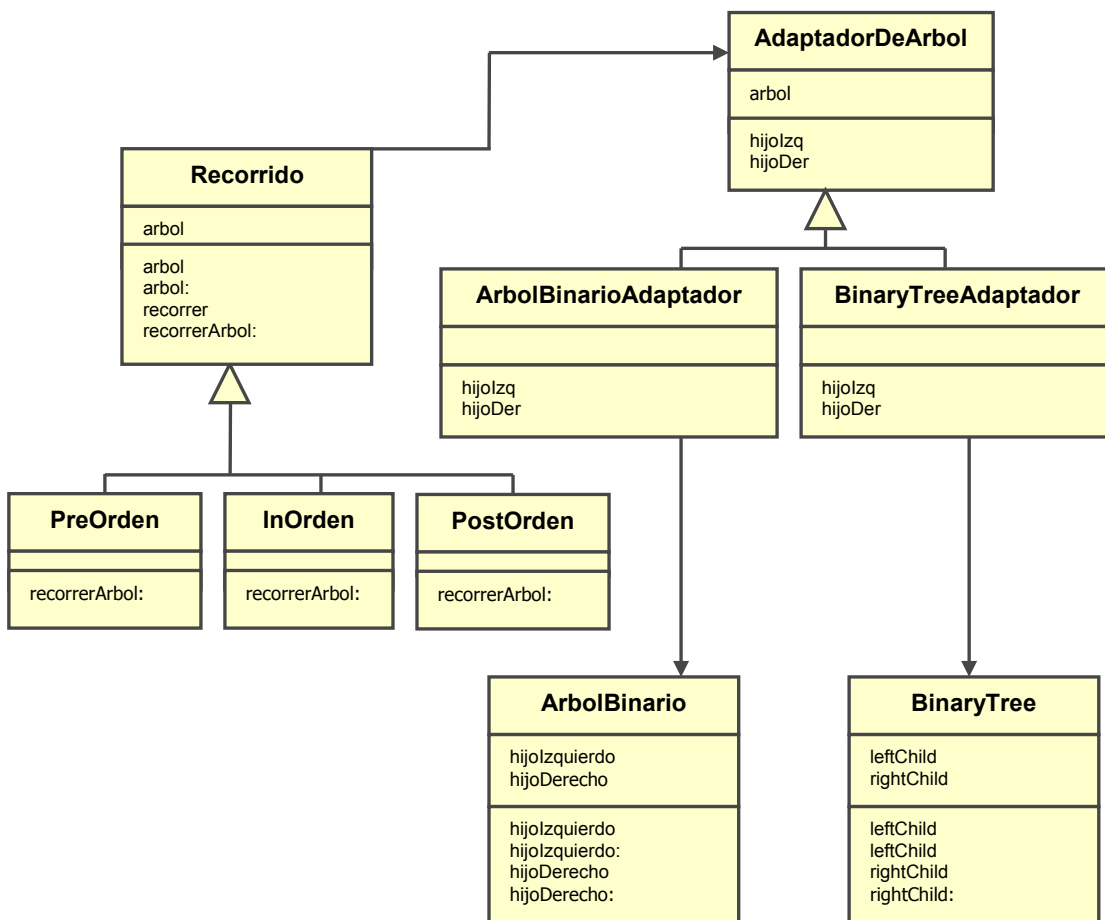 AdaptadorDeArbol
arbol
hijoIzq
hijoDer
Recorrido
arbol
arbol
arbol:
recorrer
recorrerArbol:
ArbolBinarioAdaptador
hijoIzq
hijoDer
BinaryTreeAdaptador
hijoIzq
hijoDer
PreOrden
recorrerArbol:
InOrden
recorrerArbol:
PostOrden
recorrerArbol:
ArbolBinario
hijoIzquierdo
hijoDerecho
hijoIzquierdo
hijoIzquierdo:
hijoDerecho
hijoDerecho:
BinaryTree
leftChild
rightChild
leftChild
leftChild
rightChild
rightChild: